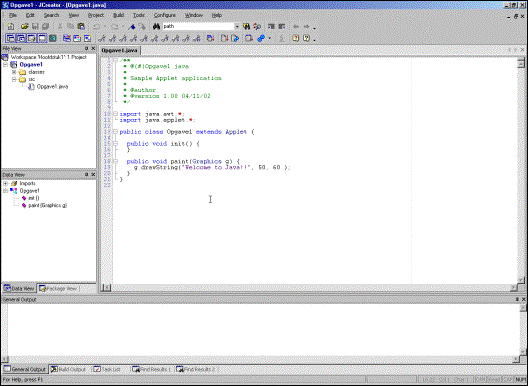 Opgave1 - JCreator - [Opgave1.java]
File Edit Search View Project Build Tools Configure Window Help
path
File View
Workspace 'Hoofdstuk1': 1 Project
Opgave1
classes
src
Opgave1.java
Data View
Imports
Opgave1
init ()
paint (Graphics g)
Data View Package View
Opgave1.java
1 /**
2 * @(#)Opgave1.java
3 *
4 * Sample Applet application
5 *
6 * @author
7 * @version 1.00 04/11/02
8 */
9
10 import java.awt.*;
11 import java.applet.*;
12
13 public class Opgave1 extends Applet {
14
15 public void init() {
16 }
17
18 public void paint(Graphics g) {
19 g.drawString("Welcome to Java!!", 50, 60 );
20 }
21 }
22
General Output
General Output Build Output Task List Find Results 1 Find Results 2
For Help, press F1
NUM